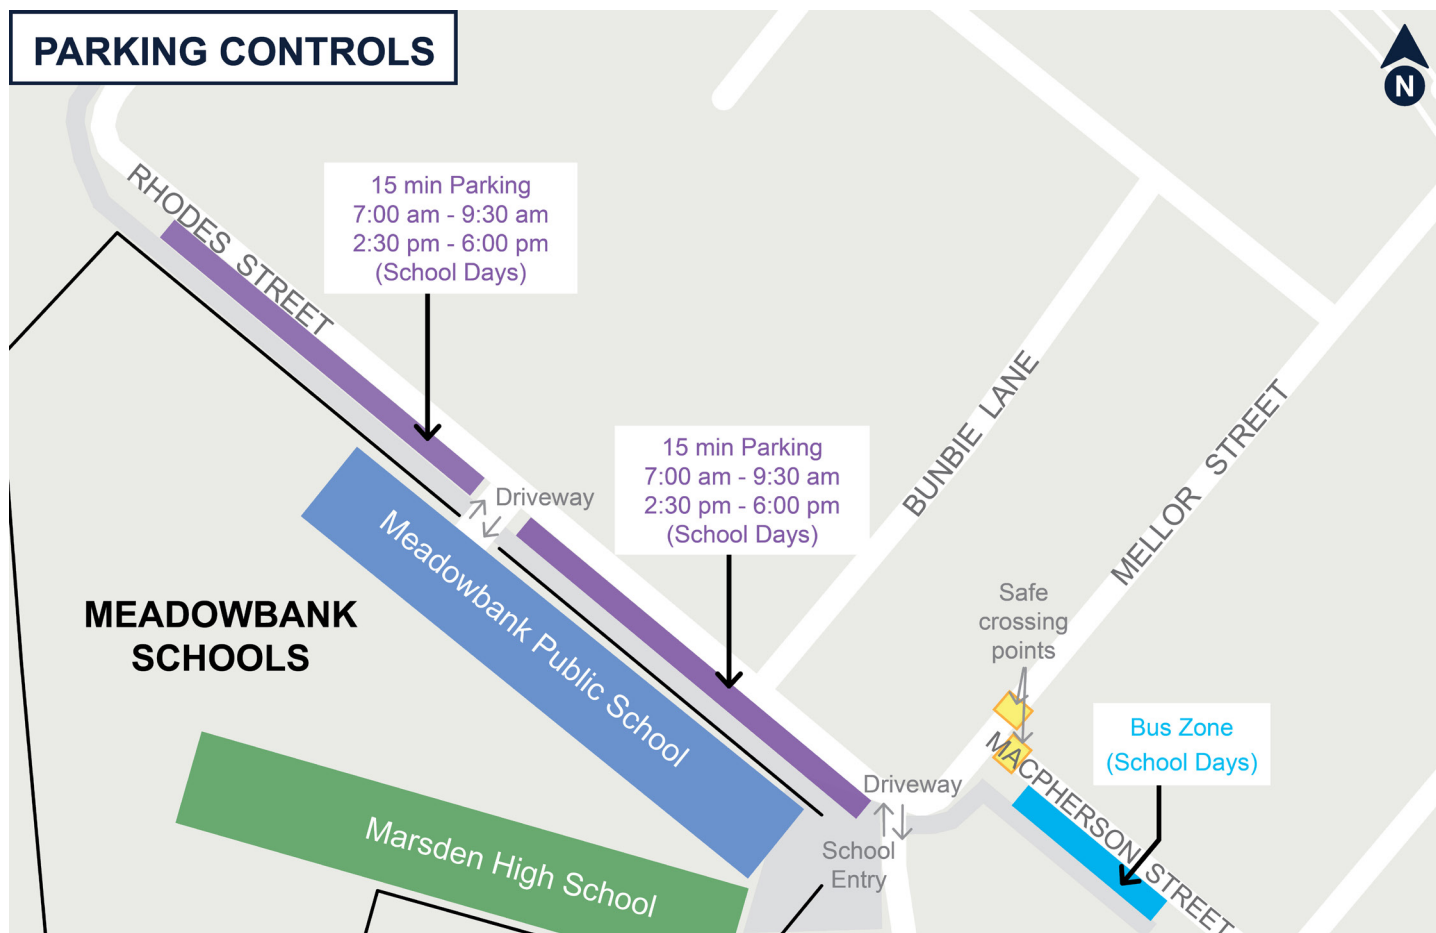 PARKING CONTROLS
N
RHODES STREET
15 min Parking
7:00 am - 9:30 am
2:30 pm - 6:00 pm
(School Days)
15 min Parking
7:00 am - 9:30 am
2:30 pm - 6:00 pm
(School Days)
BUNBIE LANE
MELLOR STREET
Driveway
Meadowbank Public School
MEADOWBANK
SCHOOLS
Safe
crossing
points
Bus Zone
(School Days)
MACPHERSON STREET
Driveway
School
Entry
Marsden High School